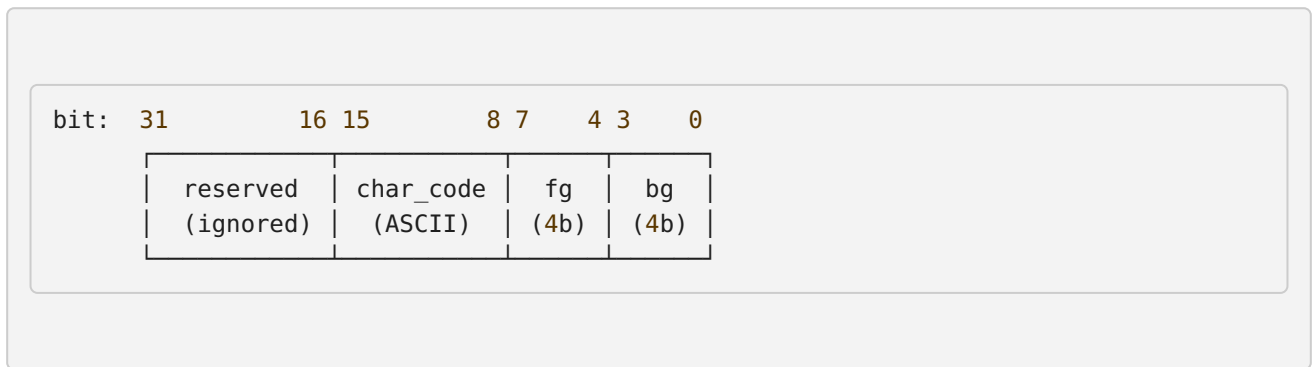 bit:  31         16 15        8 7    4 3    0
      ┌────────────┬───────────┬──────┬──────┐
      │  reserved  │ char_code │  fg  │  bg  │
      │  (ignored) │  (ASCII)  │ (4b) │ (4b) │
      └────────────┴───────────┴──────┴──────┘